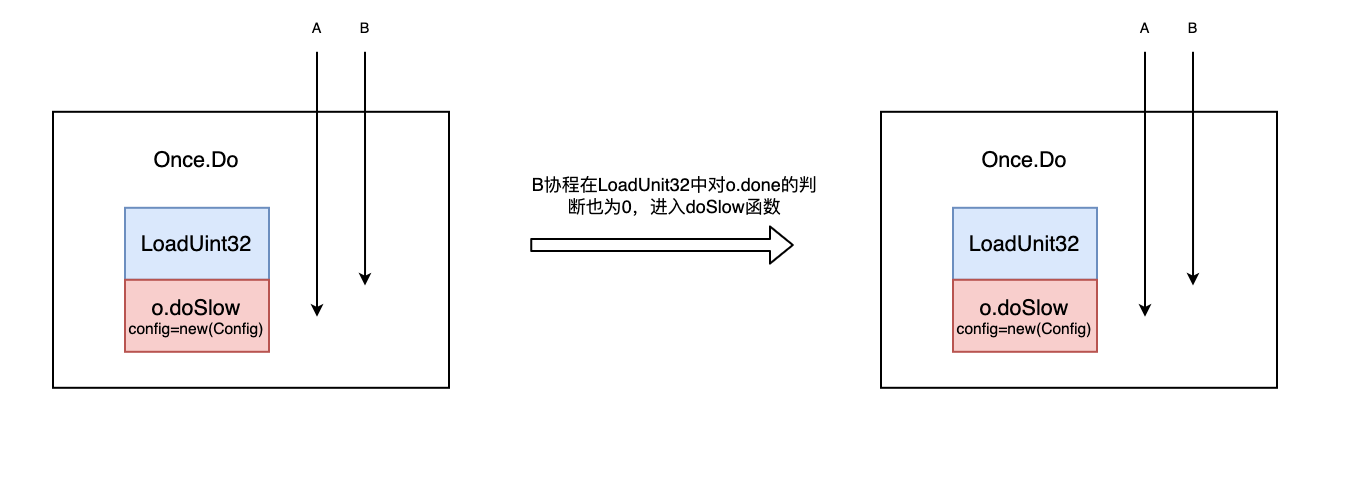 A B
Once.Do
LoadUint32
o.doSlow
config=new(Config)
B协程在LoadUnit32中对o.done的判
断也为0，进入doSlow函数
A B
Once.Do
LoadUnit32
o.doSlow
config=new(Config)